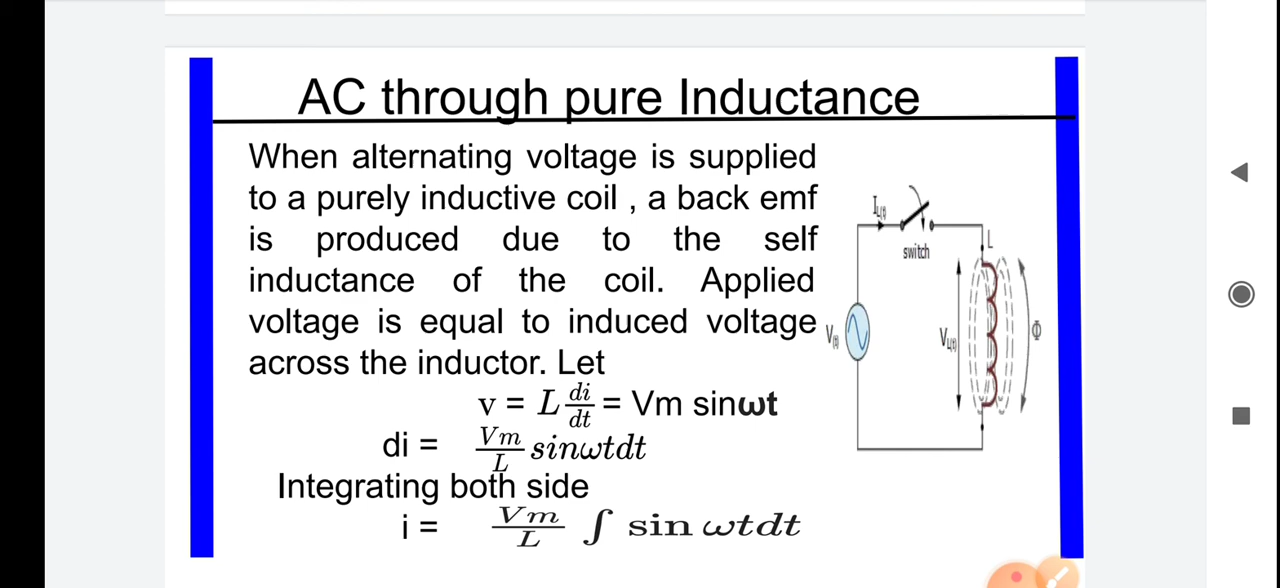 AC through pure Inductance
When alternating voltage is supplied
to a purely inductive coil , a back emf
is produced due to the self
inductance of the coil. Applied
voltage is equal to induced voltage
across the inductor. Let
v = L di/dt = Vm sinωt
di = Vm/L sinωtdt
Integrating both side
i = Vm/L ∫ sin ωtdt
IL(t)
switch
L
V(t)
VL(t)
Φ